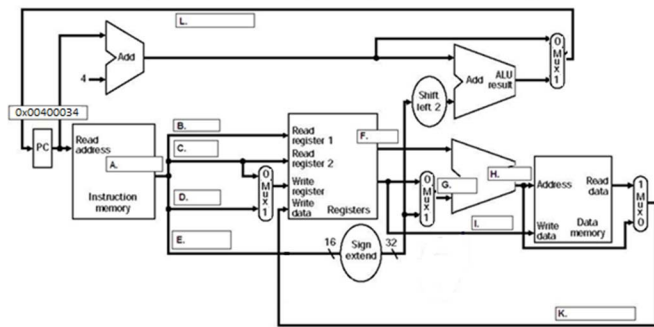 L.
Add
4
0
Mux
1
Add
ALU
result
Shift
left 2
0x00400034
PC
Read
address
A.
Instruction
memory
B.
C.
D.
E.
0
Mux
1
Read
register 1
Read
register 2
Write
register
Write
data
Registers
F.
16
Sign
extend
32
0
Mux
1
G.
H.
I.
Address
Read
data
Write
data
Data
memory
1
Mux
0
K.